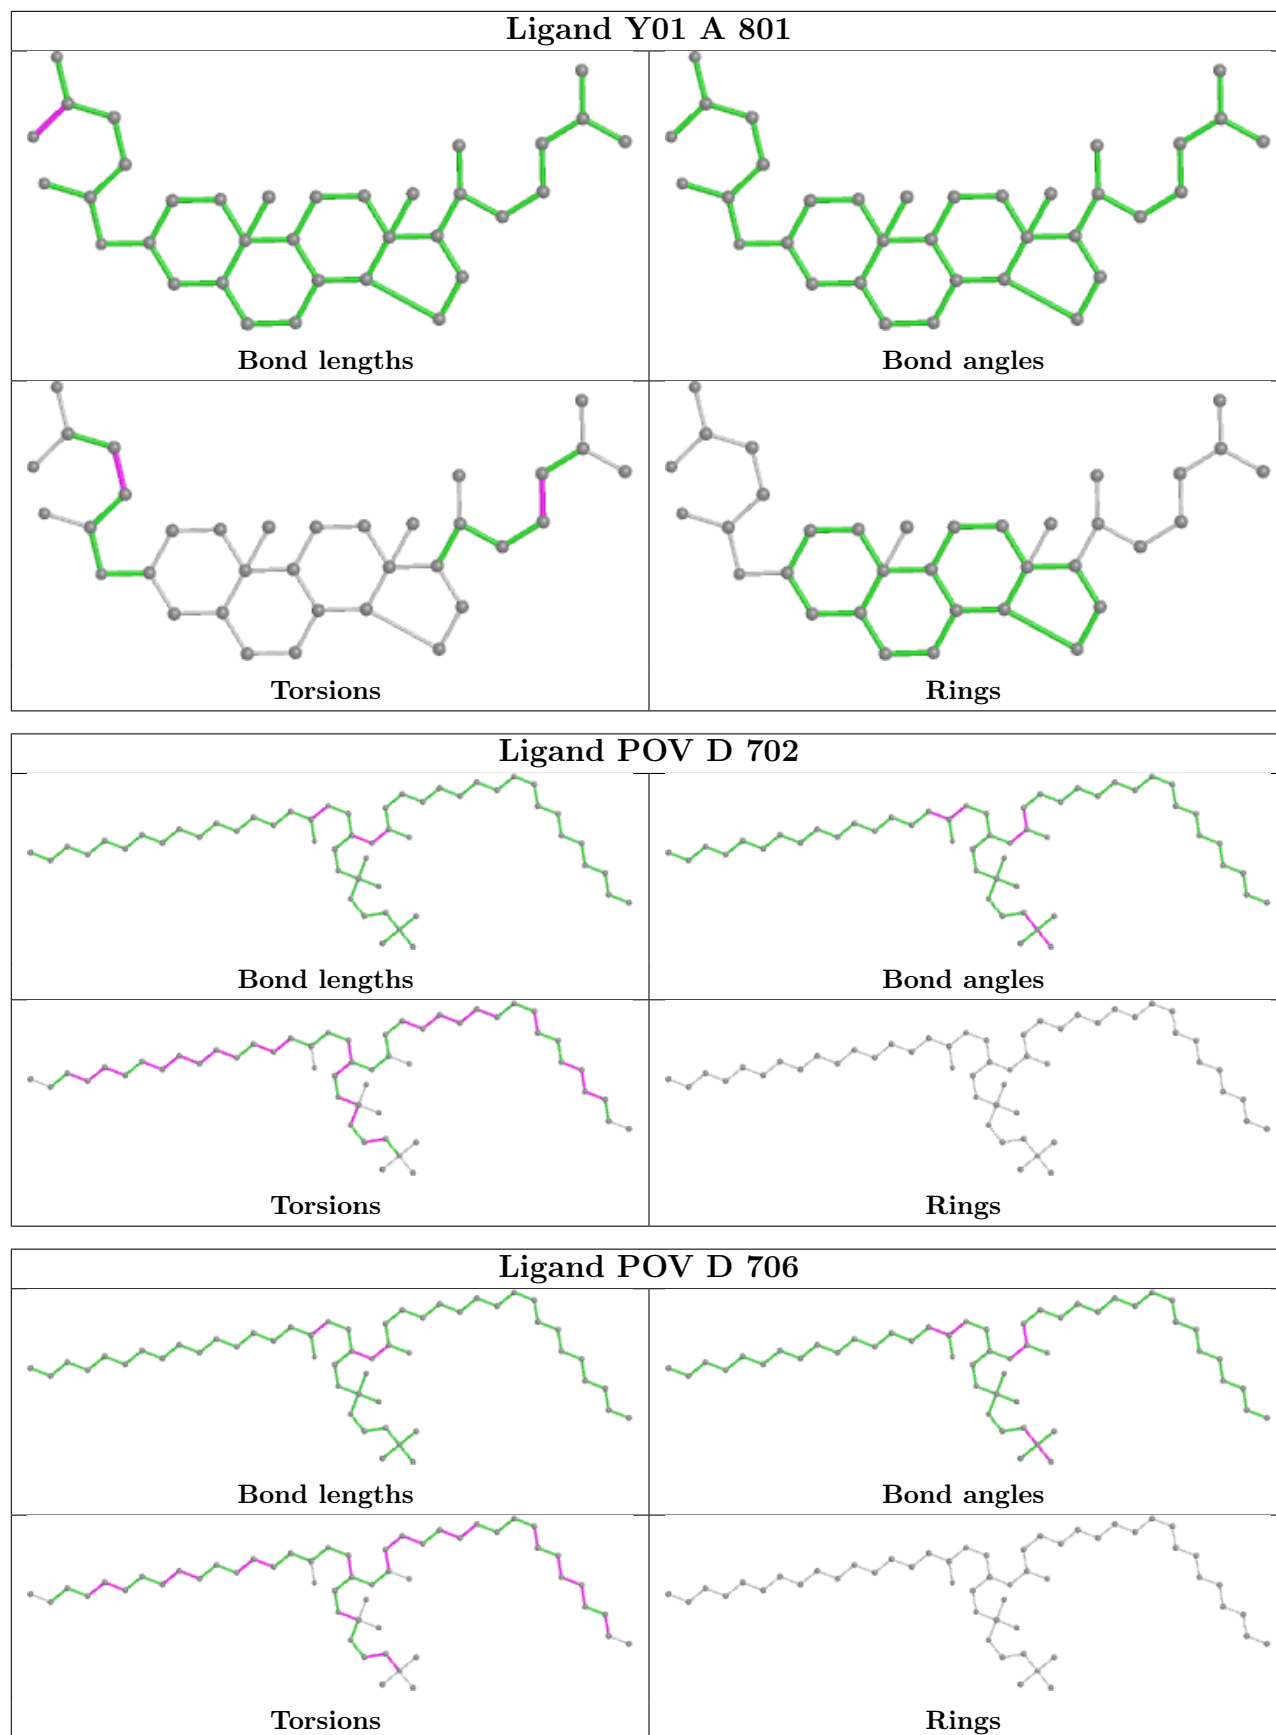 Ligand Y01 A 801
Bond lengths
Bond angles
Torsions
Rings
Ligand POV D 702
Bond lengths
Bond angles
Torsions
Rings
Ligand POV D 706
Bond lengths
Bond angles
Torsions
Rings